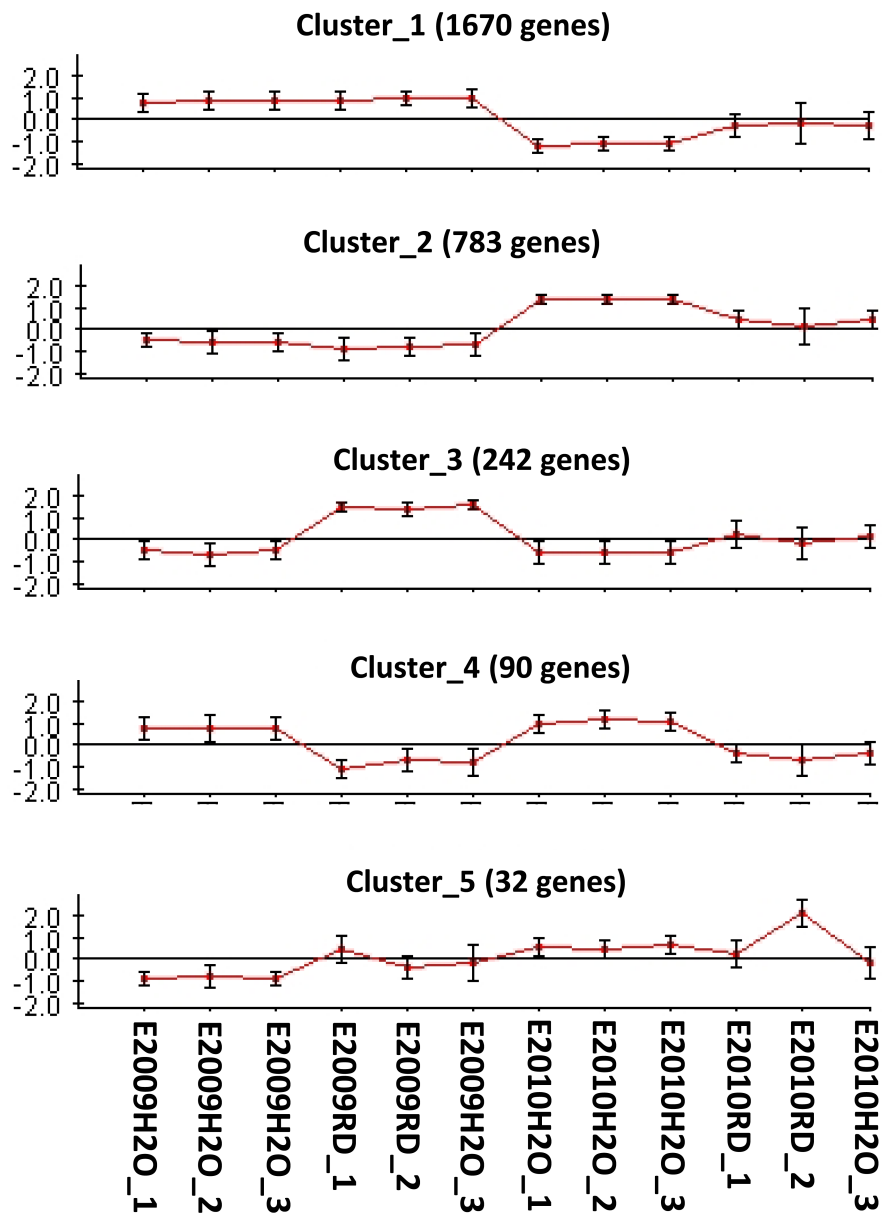 Cluster_1 (1670 genes)
2.0
1.0
0.0
-1.0
-2.0
Cluster_2 (783 genes)
2.0
1.0
0.0
-1.0
-2.0
Cluster_3 (242 genes)
2.0
1.0
0.0
-1.0
-2.0
Cluster_4 (90 genes)
2.0
1.0
0.0
-1.0
-2.0
Cluster_5 (32 genes)
2.0
1.0
0.0
-1.0
-2.0
E2009H2O_1
E2009H2O_2
E2009H2O_3
E2009RD_1
E2009RD_2
E2009H2O_3
E2010H2O_1
E2010H2O_2
E2010H2O_3
E2010RD_1
E2010RD_2
E2010H2O_3